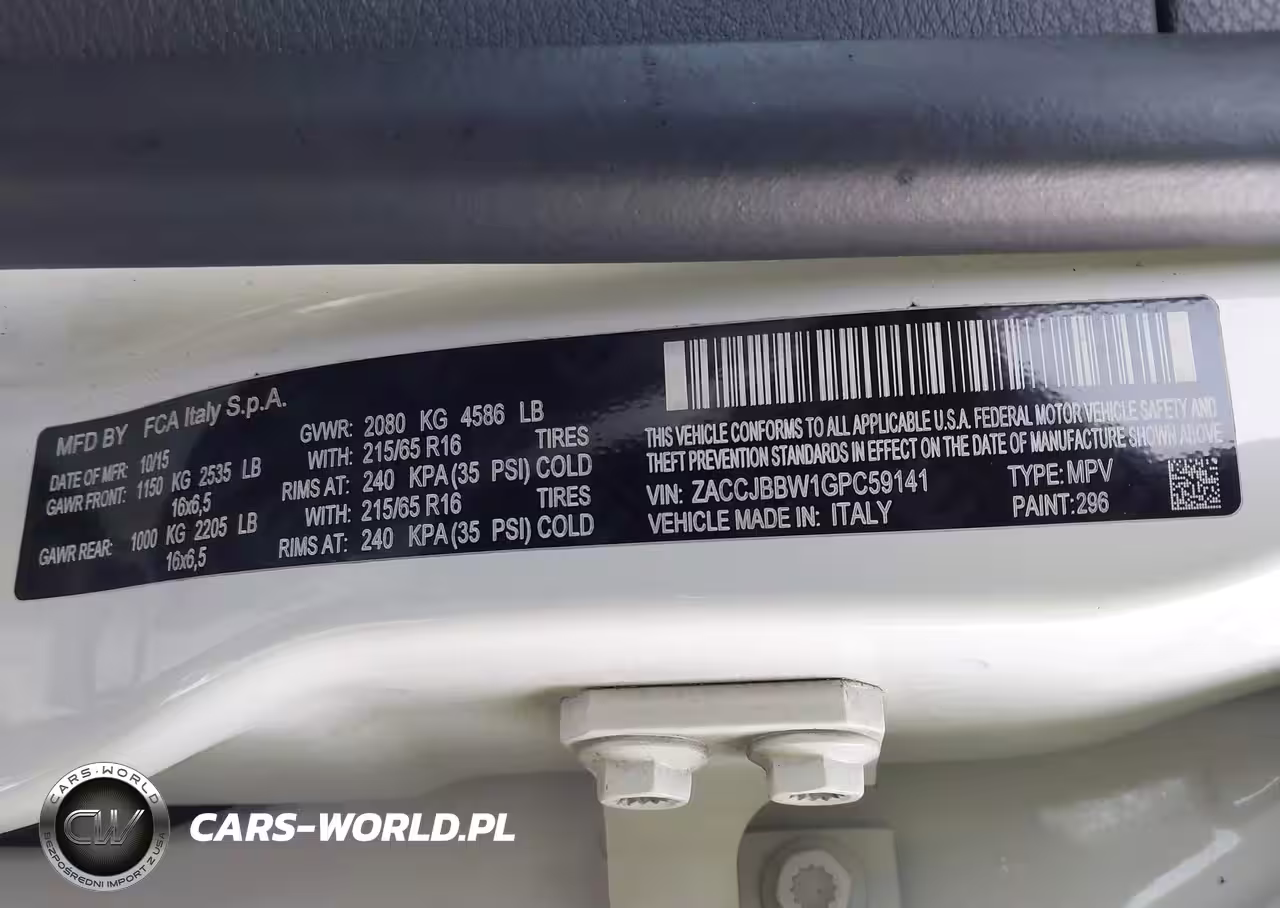 MFD BY FCA Italy S.p.A.
DATE OF MFR: 10/15 GVWR: 2080 KG 4586 LB
GAWR FRONT: 1150 KG 2535 LB WITH: 215/65 R16 TIRES
16x6,5 RIMS AT: 240 KPA(35 PSI) COLD
GAWR REAR: 1000 KG 2205 LB WITH: 215/65 R16 TIRES
16x6,5 RIMS AT: 240 KPA(35 PSI) COLD
THIS VEHICLE CONFORMS TO ALL APPLICABLE U.S.A. FEDERAL MOTOR VEHICLE SAFETY AND
THEFT PREVENTION STANDARDS IN EFFECT ON THE DATE OF MANUFACTURE SHOWN ABOVE
VIN: ZACCJBBW1GPC59141 TYPE: MPV
VEHICLE MADE IN: ITALY PAINT: 296
CARS-WORLD
CW
BEZPOŚREDNI IMPORT Z USA
CARS-WORLD.PL